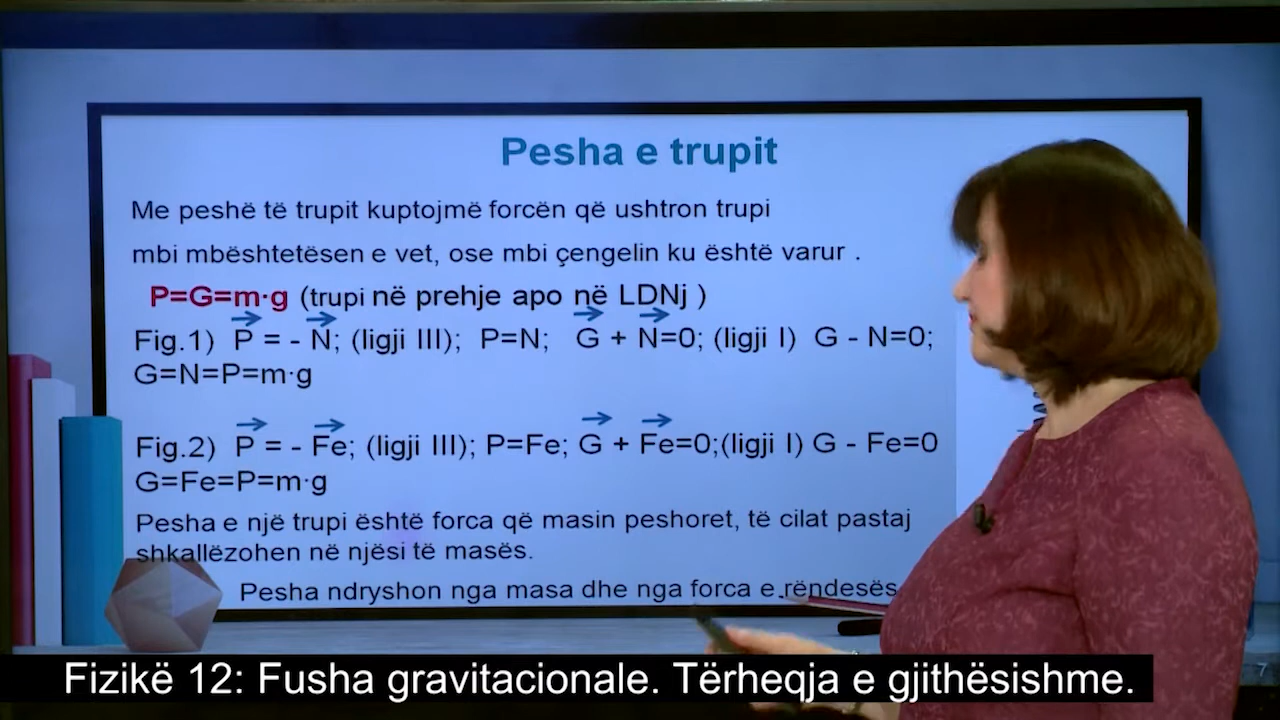 Pesha e trupit
Me peshë të trupit kuptojmë forcën që ushtron trupi
mbi mbështetësen e vet, ose mbi çengelin ku është varur .
P=G=m·g (trupi në prehje apo në LDNj )
Fig.1) P = - N; (ligji III); P=N; G + N=0; (ligji I) G - N=0;
G=N=P=m·g
Fig.2) P = - Fe; (ligji III); P=Fe; G + Fe=0;(ligji I) G - Fe=0
G=Fe=P=m·g
Pesha e një trupi është forca që masin peshoret, të cilat pastaj
shkallëzohen në njësi të masës.
Pesha ndryshon nga masa dhe nga forca e rëndesës
Fizikë 12: Fusha gravitacionale. Tërheqja e gjithësishme.
7